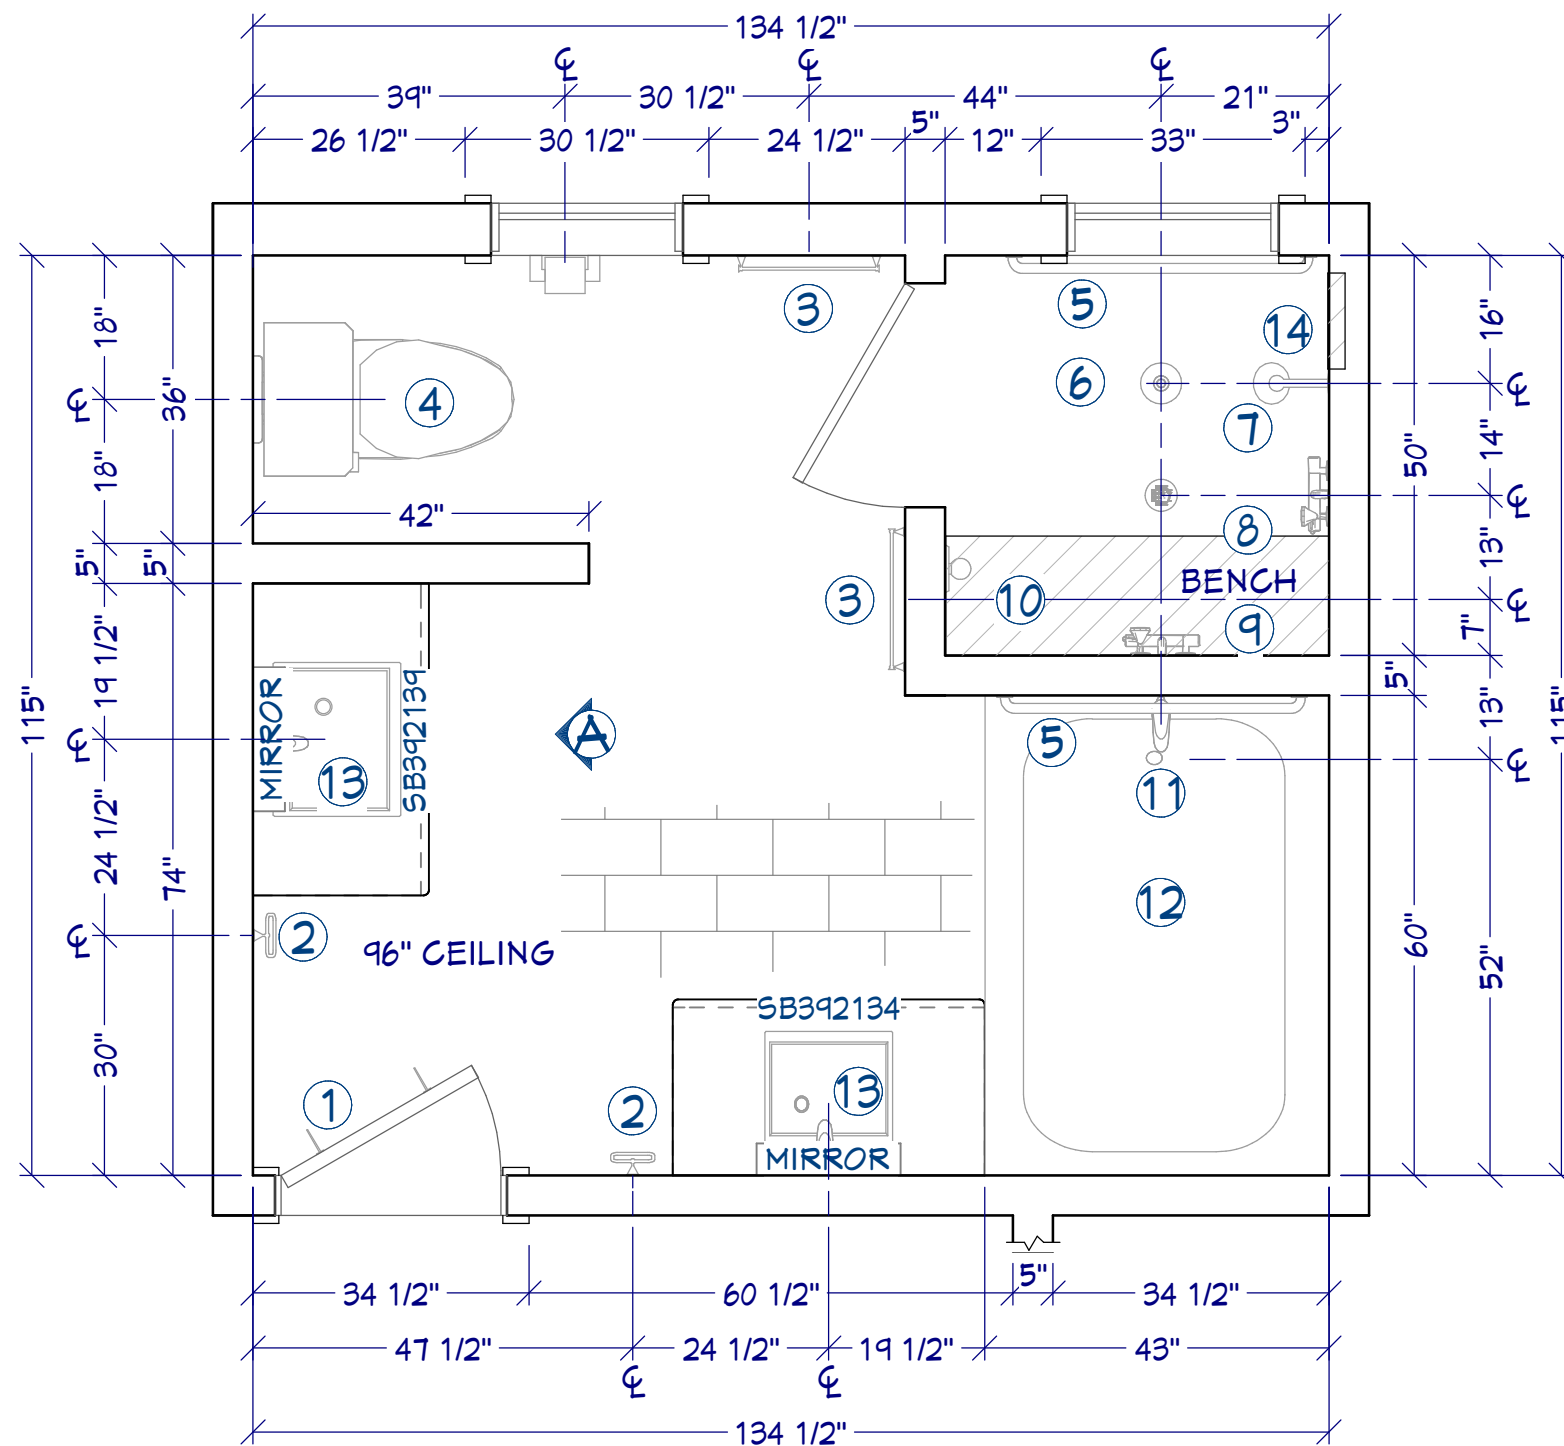 134 1/2"
℄ ℄ ℄
39" 30 1/2" 44" 21"
26 1/2" 30 1/2" 24 1/2" 5" 12" 33" 3"
3
5
14
18" 36" 16"
℄ 4 6 ℄
7
18" 50" 14"
42" ℄
8
5" 5" 13"
BENCH
3 10 ℄
9 7"
19 1/2" 5"
MIRROR SB392139 A 115" 13" 115"
℄ 13 5 ℄
11
24 1/2" 74"
12
℄ 2 96" CEILING 60" 52"
SB392134
30"
1 2 13
MIRROR
34 1/2" 60 1/2" 5" 34 1/2"
47 1/2" 24 1/2" 19 1/2" 43"
℄ ℄
134 1/2"